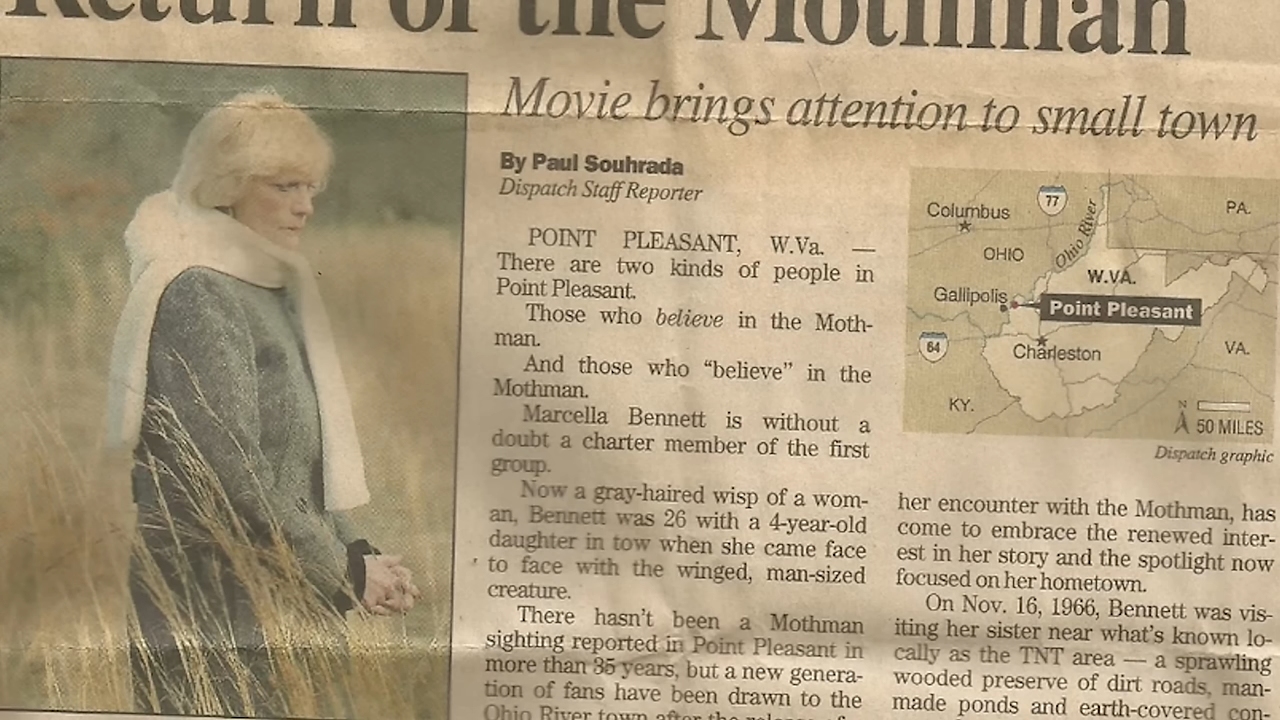 Return of the Mothman
Movie brings attention to small town
By Paul Souhrada
Dispatch Staff Reporter
POINT PLEASANT, W.Va. —
There are two kinds of people in
Point Pleasant.
Those who believe in the Moth-
man.
And those who “believe” in the
Mothman.
Marcella Bennett is without a
doubt a charter member of the first
group.
Now a gray-haired wisp of a wom-
an, Bennett was 26 with a 4-year-old
daughter in tow when she came face
to face with the winged, man-sized
creature.
There hasn't been a Mothman
sighting reported in Point Pleasant in
more than 35 years, but a new genera-
tion of fans have been drawn to the
Ohio River town after the release of
77
PA.
Columbus
Ohio River
OHIO
W.VA.
Gallipolis
Point Pleasant
64
Charleston
VA.
KY.
N
50 MILES
Dispatch graphic
her encounter with the Mothman, has
come to embrace the renewed inter-
est in her story and the spotlight now
focused on her hometown.
On Nov. 16, 1966, Bennett was vis-
iting her sister near what's known lo-
cally as the TNT area — a sprawling
wooded preserve of dirt roads, man-
made ponds and earth-covered con-